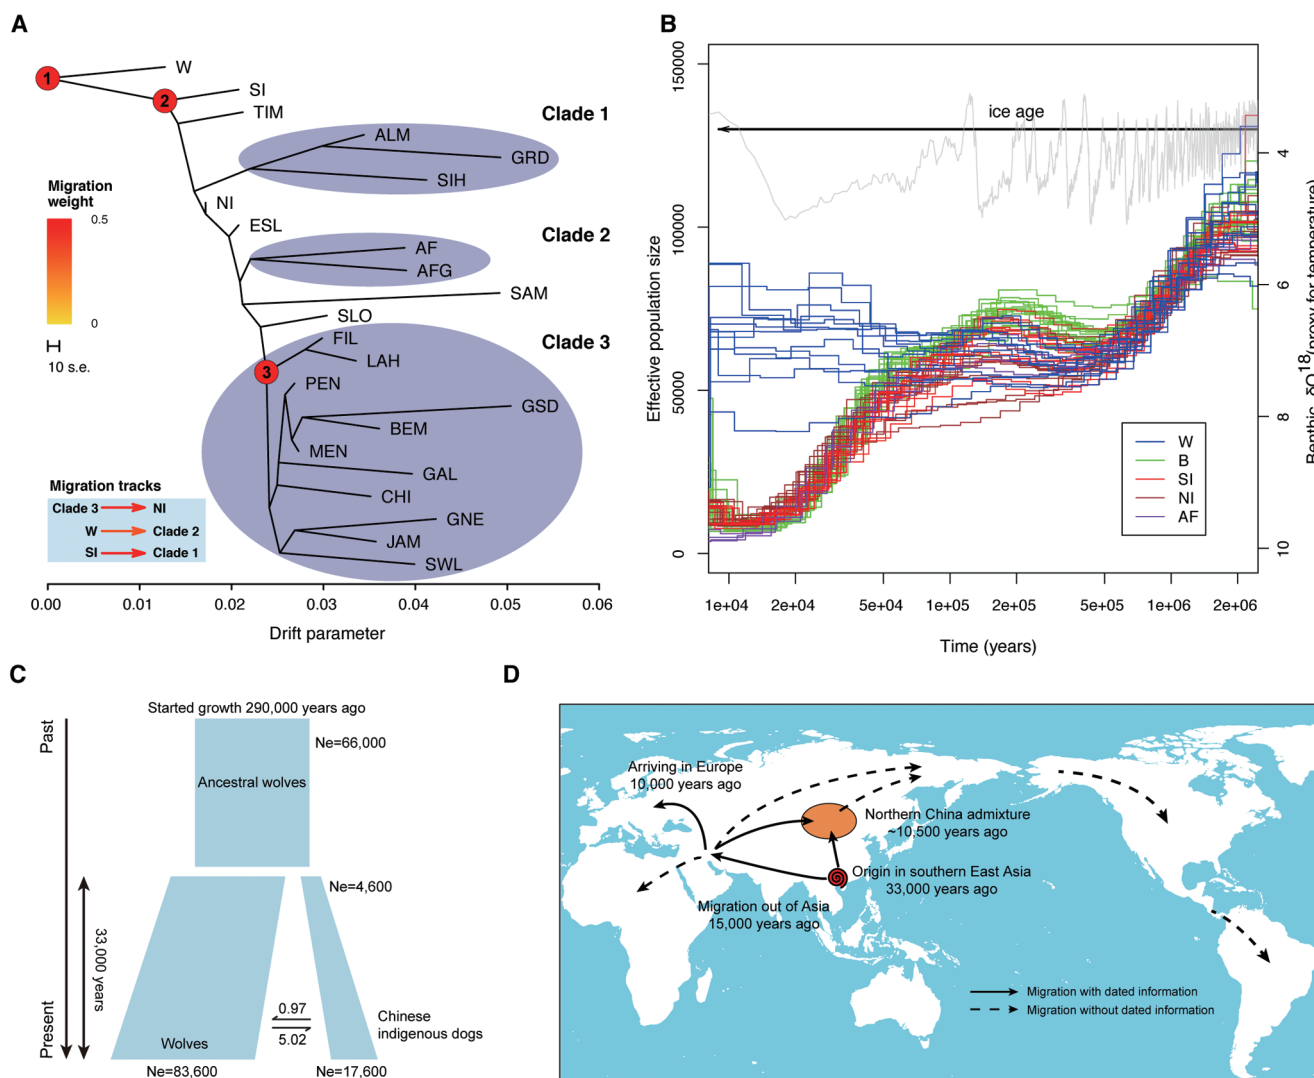 A
W
1
2
SI
TIM
Clade 1
ALM
GRD
SIH
Migration
weight
0.5
0
10 s.e.
NI
ESL
Clade 2
AF
AFG
SAM
SLO
Clade 3
FIL
LAH
3
PEN
GSD
BEM
MEN
GAL
CHI
GNE
JAM
SWL
Migration tracks
Clade 3 NI
W Clade 2
SI Clade 1
0.00 0.01 0.02 0.03 0.04 0.05 0.06
Drift parameter
B
150000
100000
50000
0
Effective population size
ice age
4
6
8
10
Benthic δO18(proxy for temperature)
W
B
SI
NI
AF
1e+04 2e+04 5e+04 1e+05 2e+05 5e+05 1e+06 2e+06
Time (years)
C
Started growth 290,000 years ago
Past
Ne=66,000
Ancestral wolves
Ne=4,600
33,000 years
Present
0.97
5.02
Chinese
indigenous dogs
Wolves
Ne=83,600
Ne=17,600
D
Arriving in Europe
10,000 years ago
Northern China admixture
~10,500 years ago
Origin in southern East Asia
33,000 years ago
Migration out of Asia
15,000 years ago
Migration with dated information
Migration without dated information